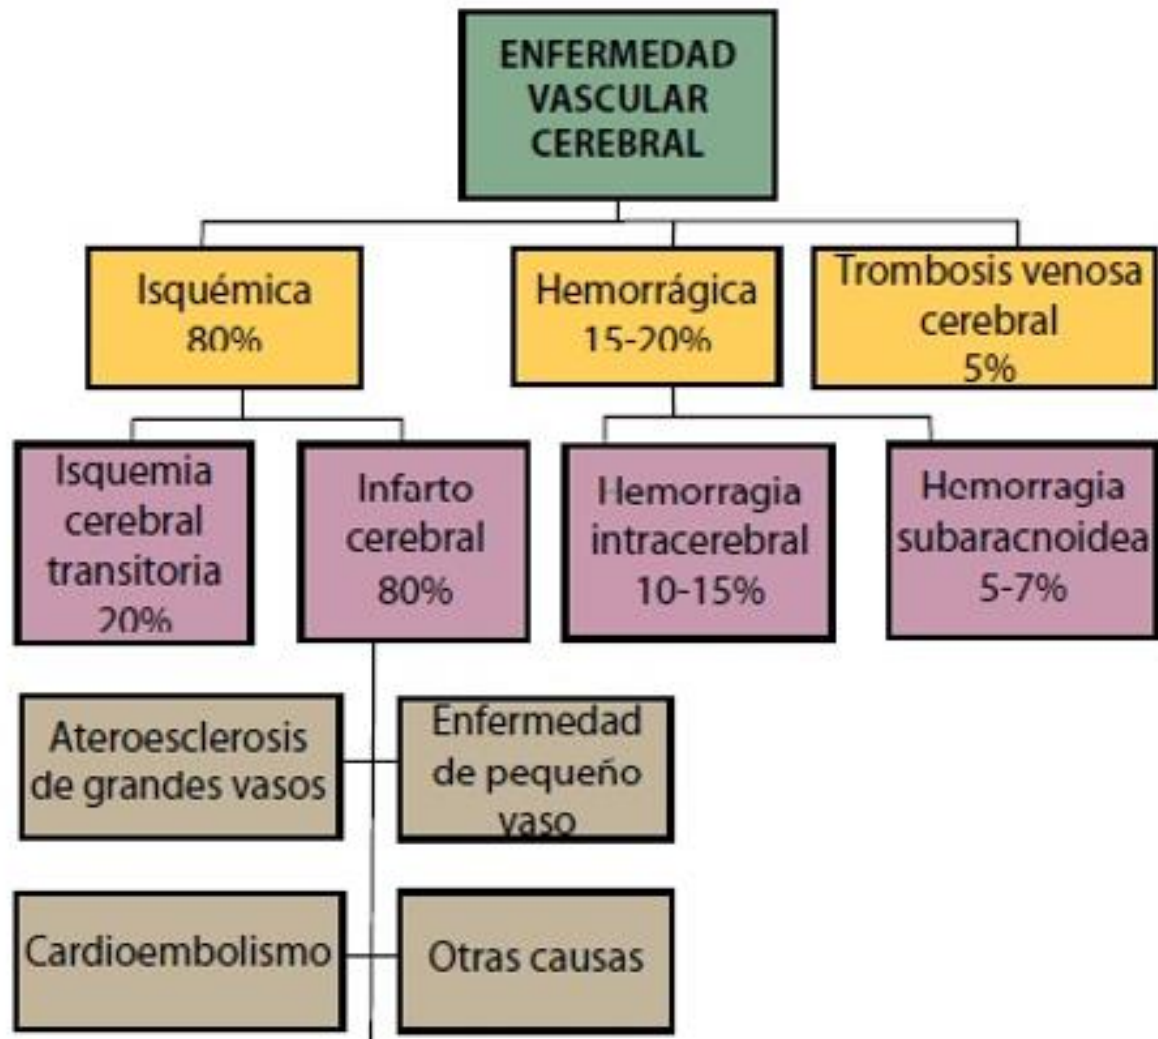 ENFERMEDAD
VASCULAR
CEREBRAL
Isquémica
80%
Hemorrágica
15-20%
Trombosis venosa
cerebral
5%
Isquemia
cerebral
transitoria
20%
Infarto
cerebral
80%
Hemorragia
intracerebral
10-15%
Hemorragia
subaracnoidea
5-7%
Ateroesclerosis
de grandes vasos
Enfermedad
de pequeño
vaso
Cardioembolismo
Otras causas